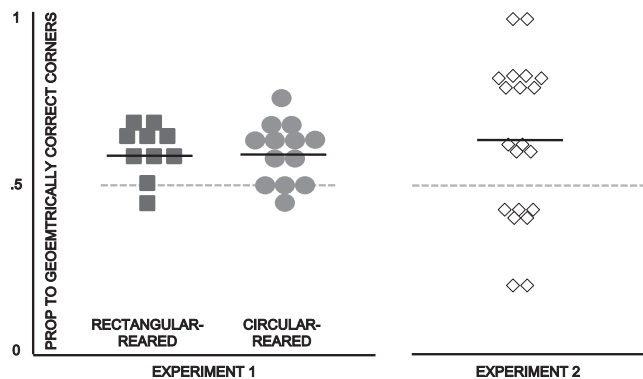 1
PROP TO GEOEMTRICALLY CORRECT CORNERS
.5
0
RECTANGULAR-
REARED
CIRCULAR-
REARED
EXPERIMENT 1
EXPERIMENT 2